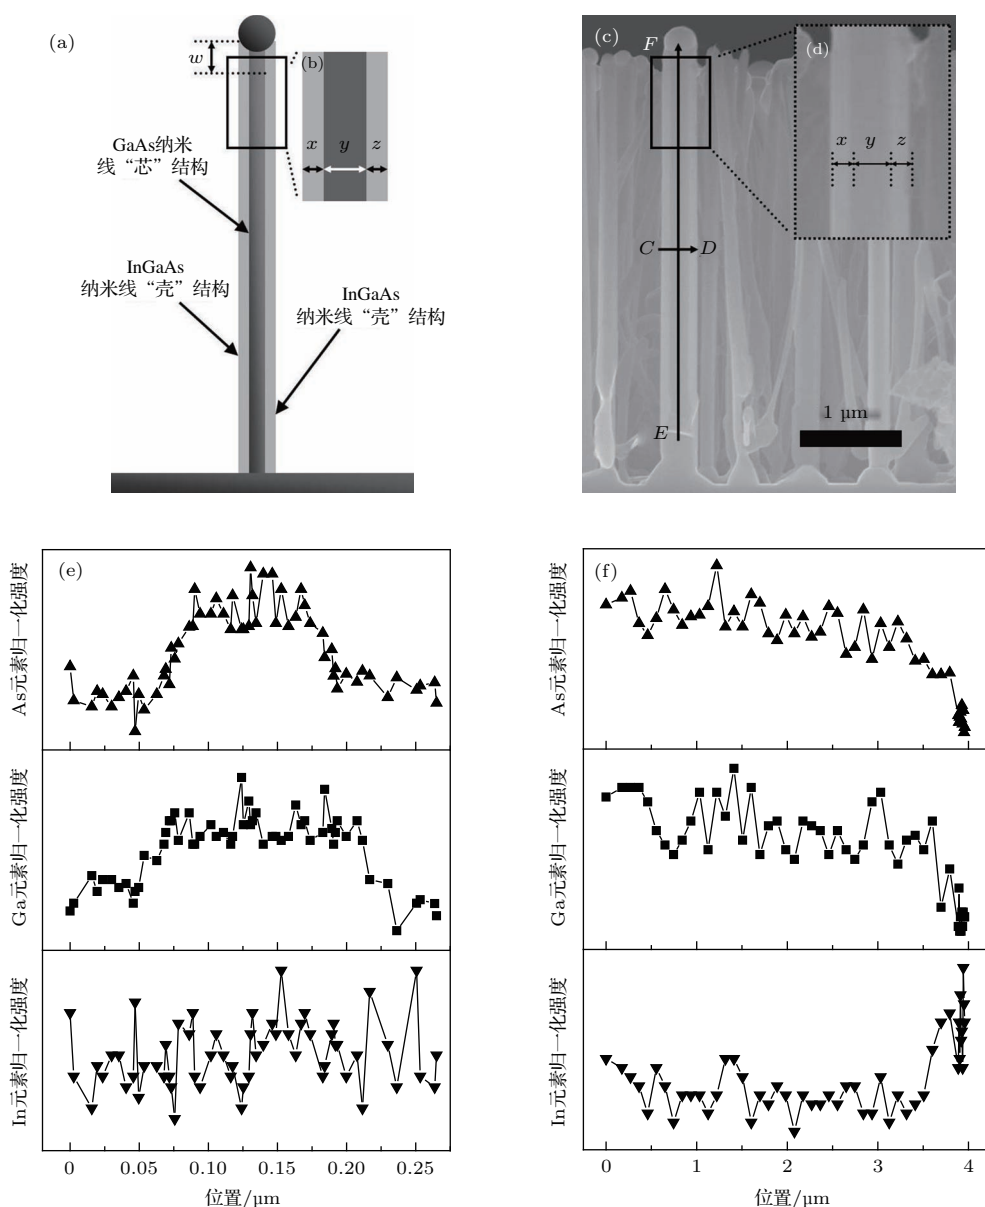 (a)
w
(b)
x y z
GaAs纳米
线“芯”结构
InGaAs
纳米线“壳”结构
InGaAs
纳米线“壳”结构
(c)
F
(d)
x y z
C D
E
1 μm
(e)
As元素归一化强度
Ga元素归一化强度
In元素归一化强度
0 0.05 0.10 0.15 0.20 0.25
位置/μm
(f)
As元素归一化强度
Ga元素归一化强度
In元素归一化强度
0 1 2 3 4
位置/μm